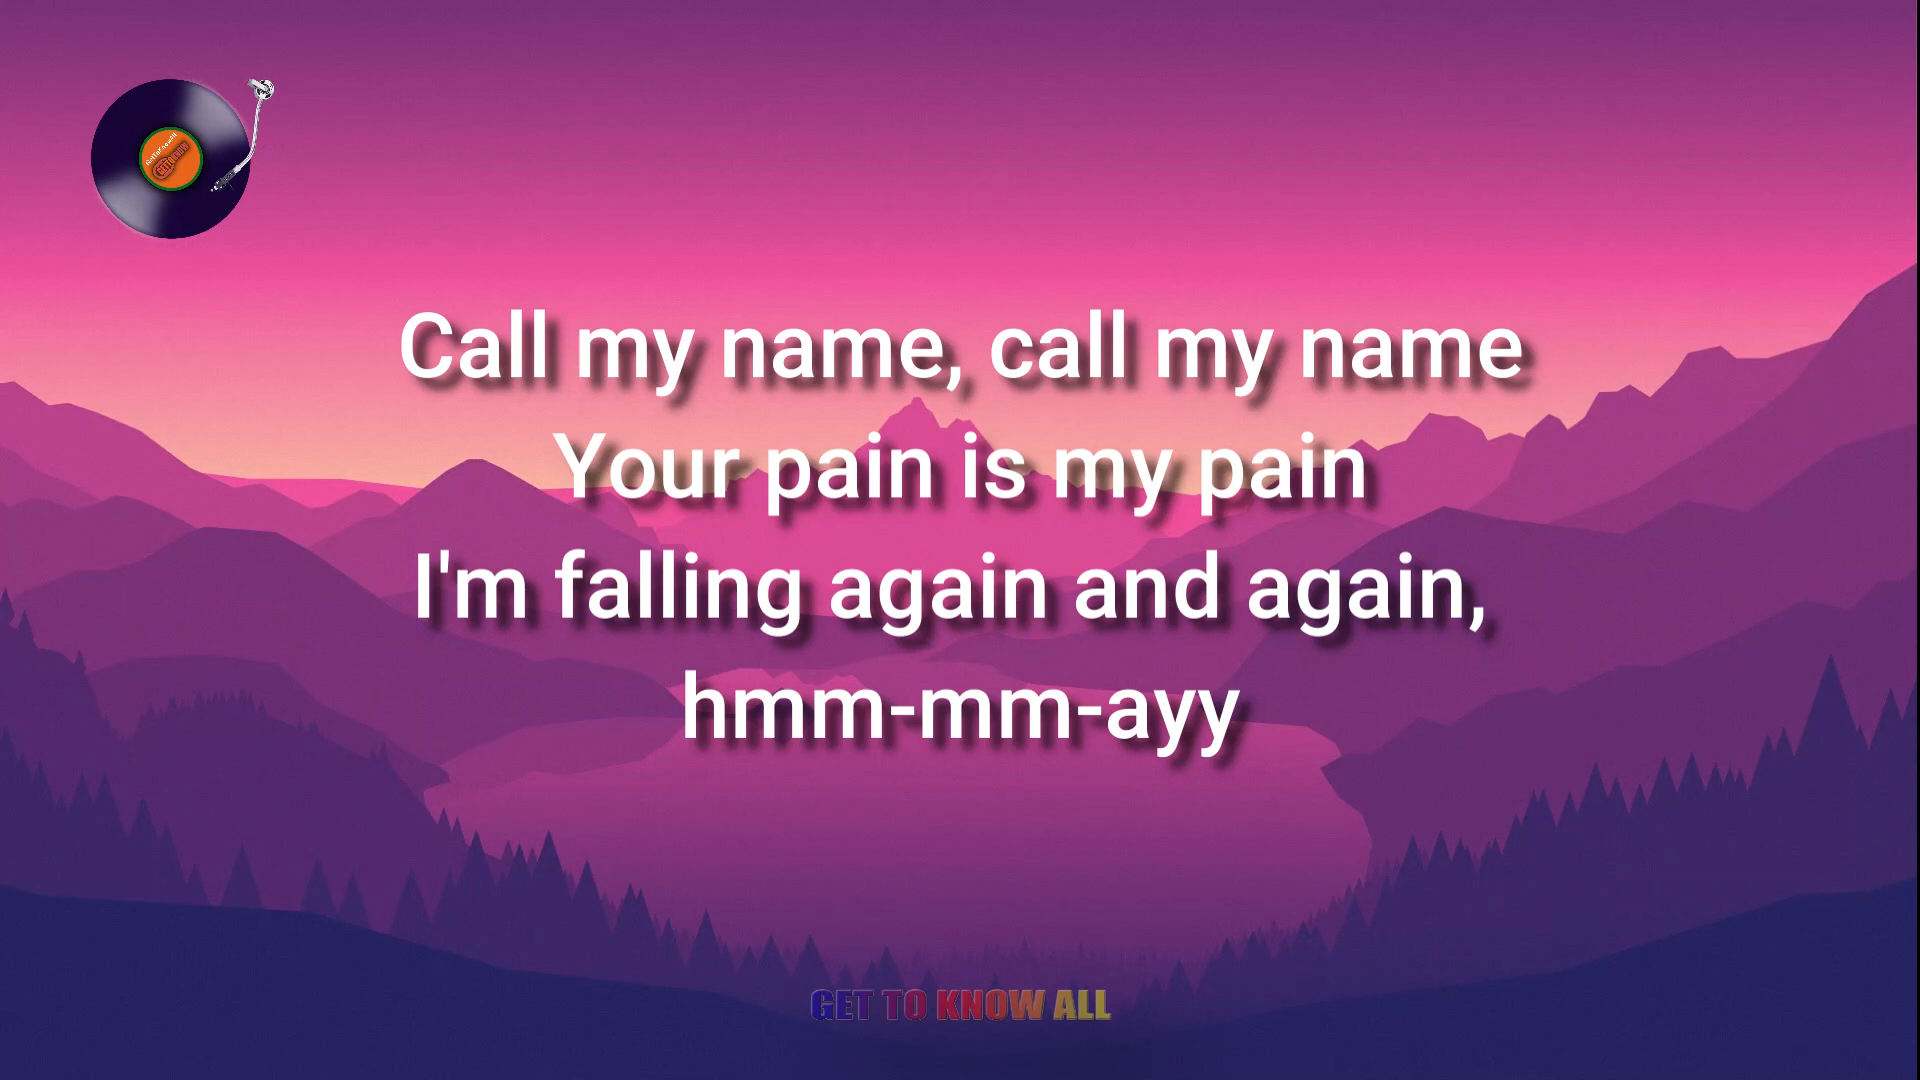 GETTOKNOW
Call my name, call my name
Your pain is my pain
I'm falling again and again,
hmm-mm-ayy
GET TO KNOW ALL